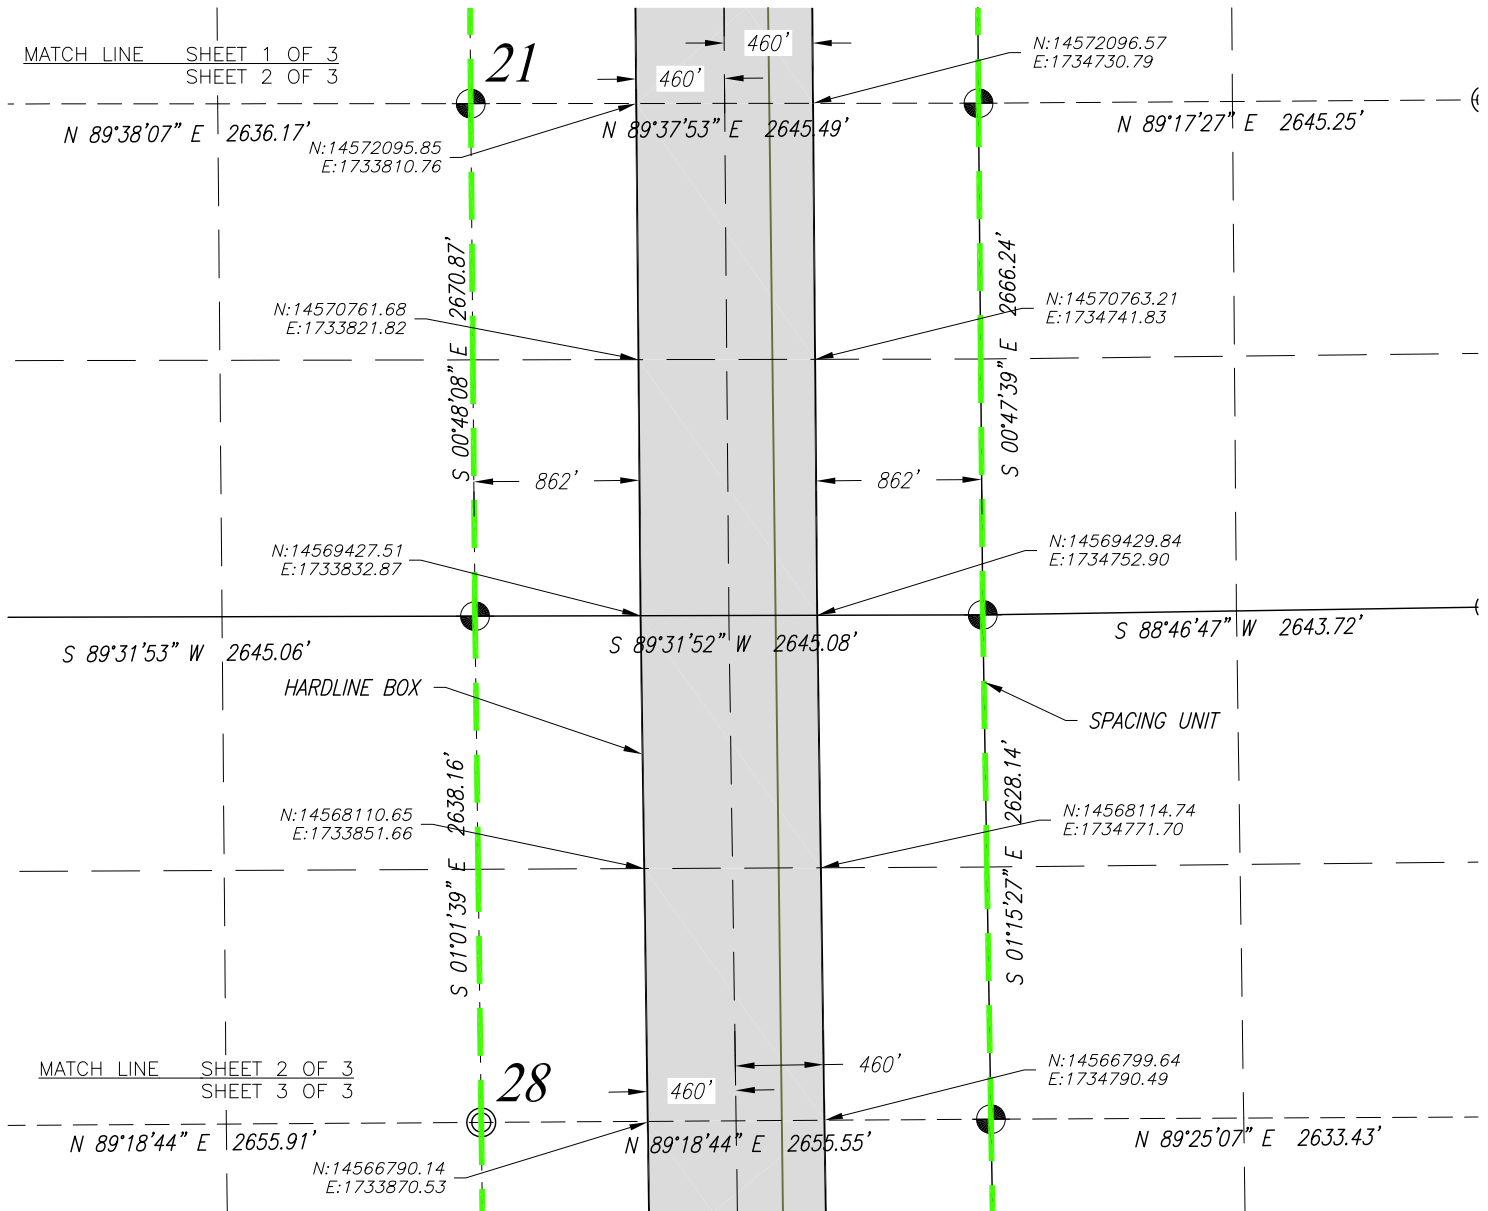 MATCH LINE SHEET 1 OF 3
SHEET 2 OF 3
21
460'
460'
N:14572096.57
E:1734730.79
N 89°38'07" E 2636.17'
N:14572095.85
E:1733810.76
N 89°37'53" E 2645.49'
N 89°17'27" E 2645.25'
S 00°48'08" E 2670.87'
S 00°47'39" E 2666.24'
N:14570761.68
E:1733821.82
N:14570763.21
E:1734741.83
862'
862'
N:14569427.51
E:1733832.87
N:14569429.84
E:1734752.90
S 89°31'53" W 2645.06'
S 89°31'52" W 2645.08'
S 88°46'47" W 2643.72'
HARDLINE BOX
SPACING UNIT
S 01°01'39" E 2638.16'
S 01°15'27" E 2628.14'
N:14568110.65
E:1733851.66
N:14568114.74
E:1734771.70
MATCH LINE SHEET 2 OF 3
SHEET 3 OF 3
28
460'
460'
N:14566799.64
E:1734790.49
N 89°18'44" E 2655.91'
N 89°18'44" E 2655.55'
N 89°25'07" E 2633.43'
N:14566790.14
E:1733870.53